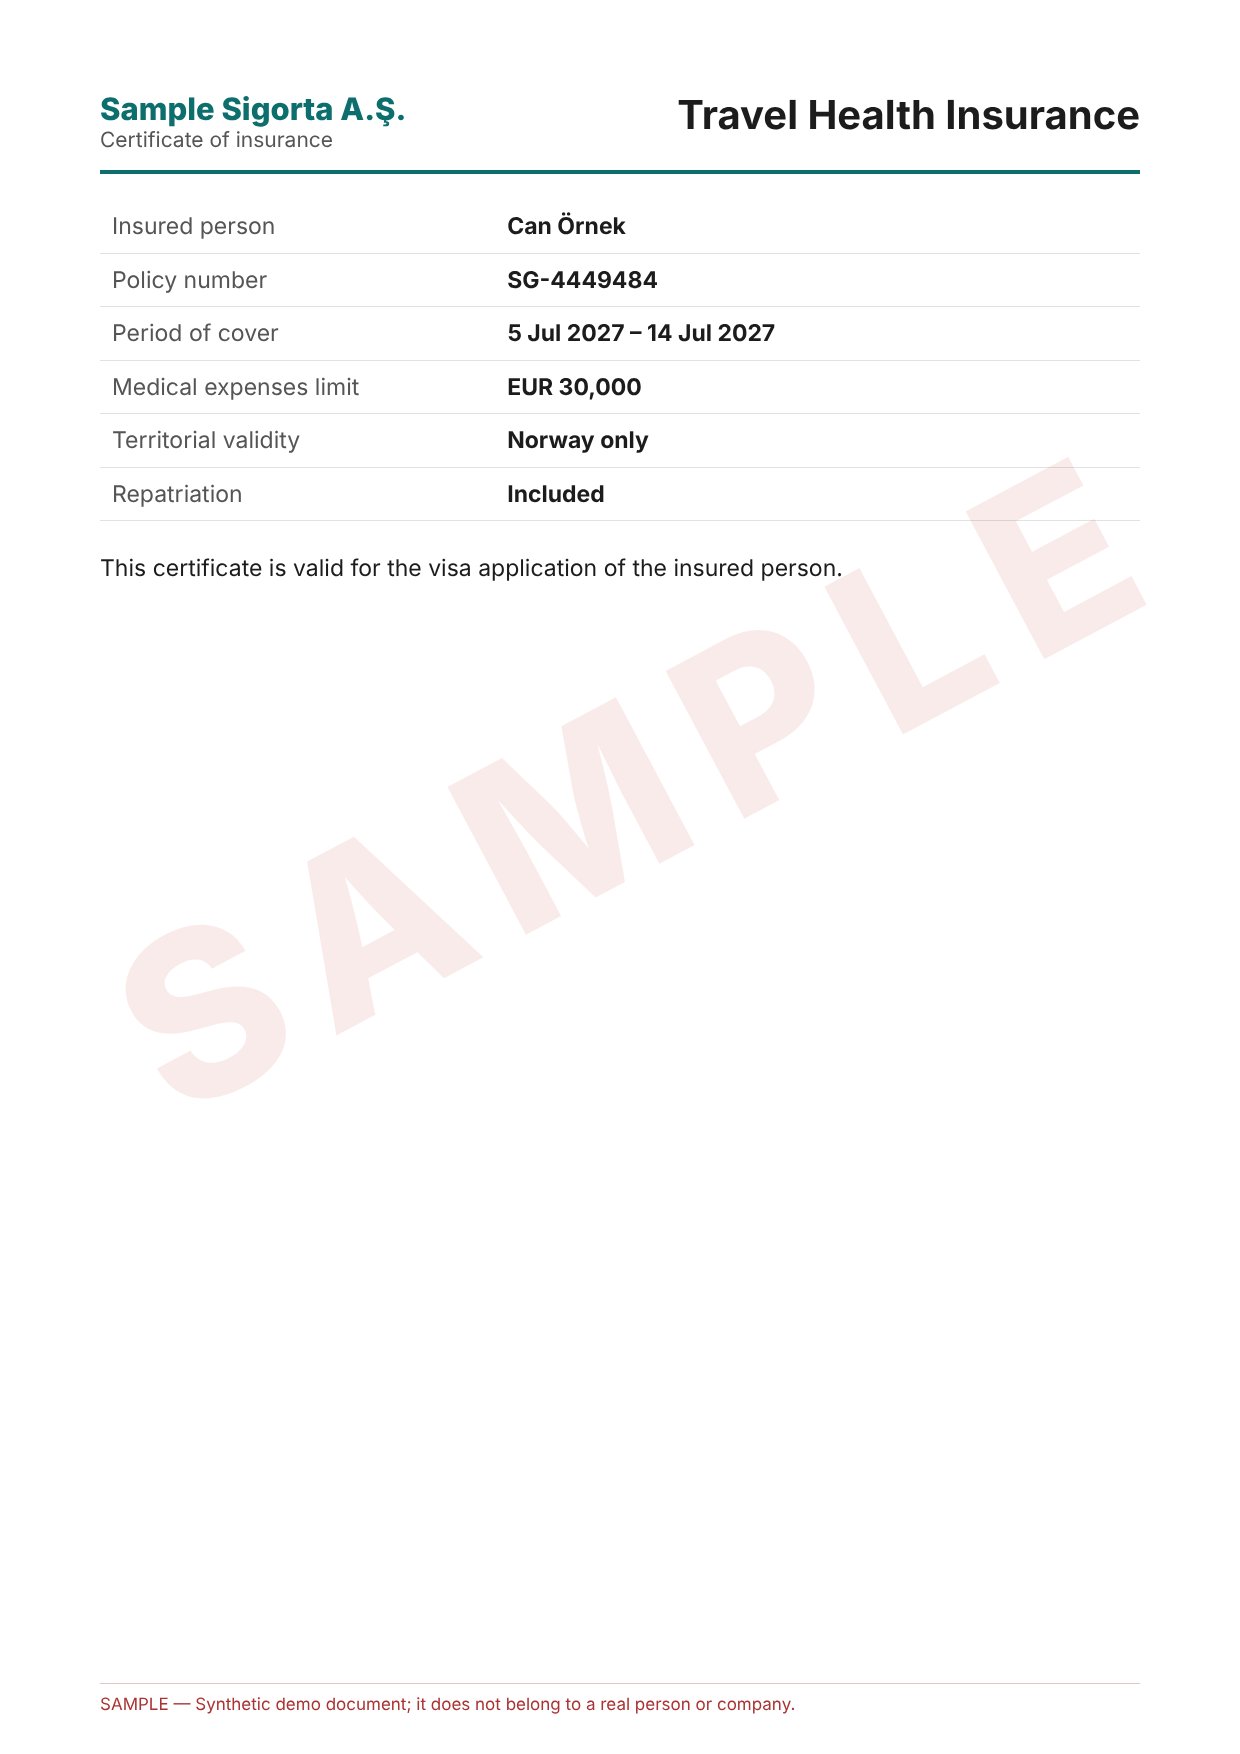 Sample Sigorta A.Ş.
Certificate of insurance
Travel Health Insurance
Insured person Can Örnek
Policy number SG-4449484
Period of cover 5 Jul 2027 – 14 Jul 2027
Medical expenses limit EUR 30,000
Territorial validity Norway only
Repatriation Included
This certificate is valid for the visa application of the insured person.
SAMPLE
SAMPLE — Synthetic demo document; it does not belong to a real person or company.